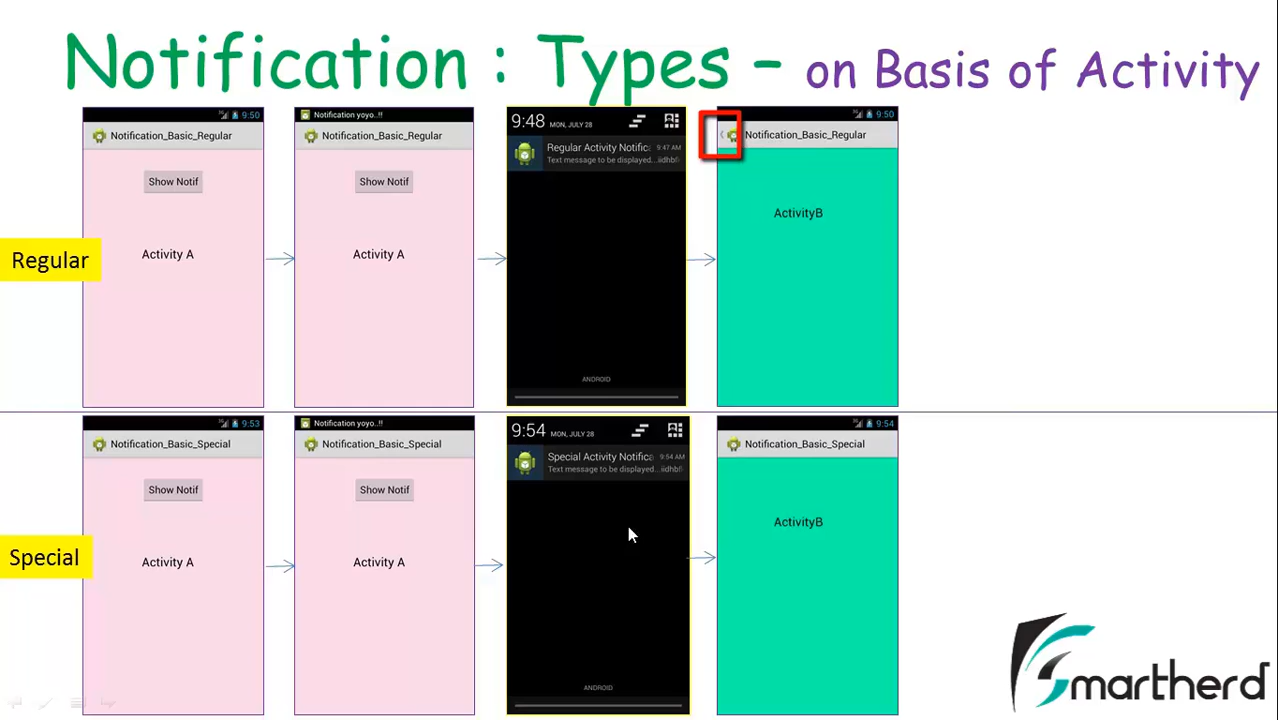 Notification : Types - on Basis of Activity
9:50
Notification_Basic_Regular
Show Notif
Activity A
Notification yoyo..!!
Notification_Basic_Regular
Show Notif
Activity A
9:48 MON, JULY 28
Regular Activity Notific 9:47 AM
Text message to be displayed...iidhbf
ANDROID
9:50
Notification_Basic_Regular
ActivityB
Regular
9:53
Notification_Basic_Special
Show Notif
Activity A
Notification yoyo..!!
Notification_Basic_Special
Show Notif
Activity A
9:54 MON, JULY 28
Special Activity Notific 9:54 AM
Text message to be displayed...iidhbf
ANDROID
9:54
Notification_Basic_Special
ActivityB
Special
Smartherd